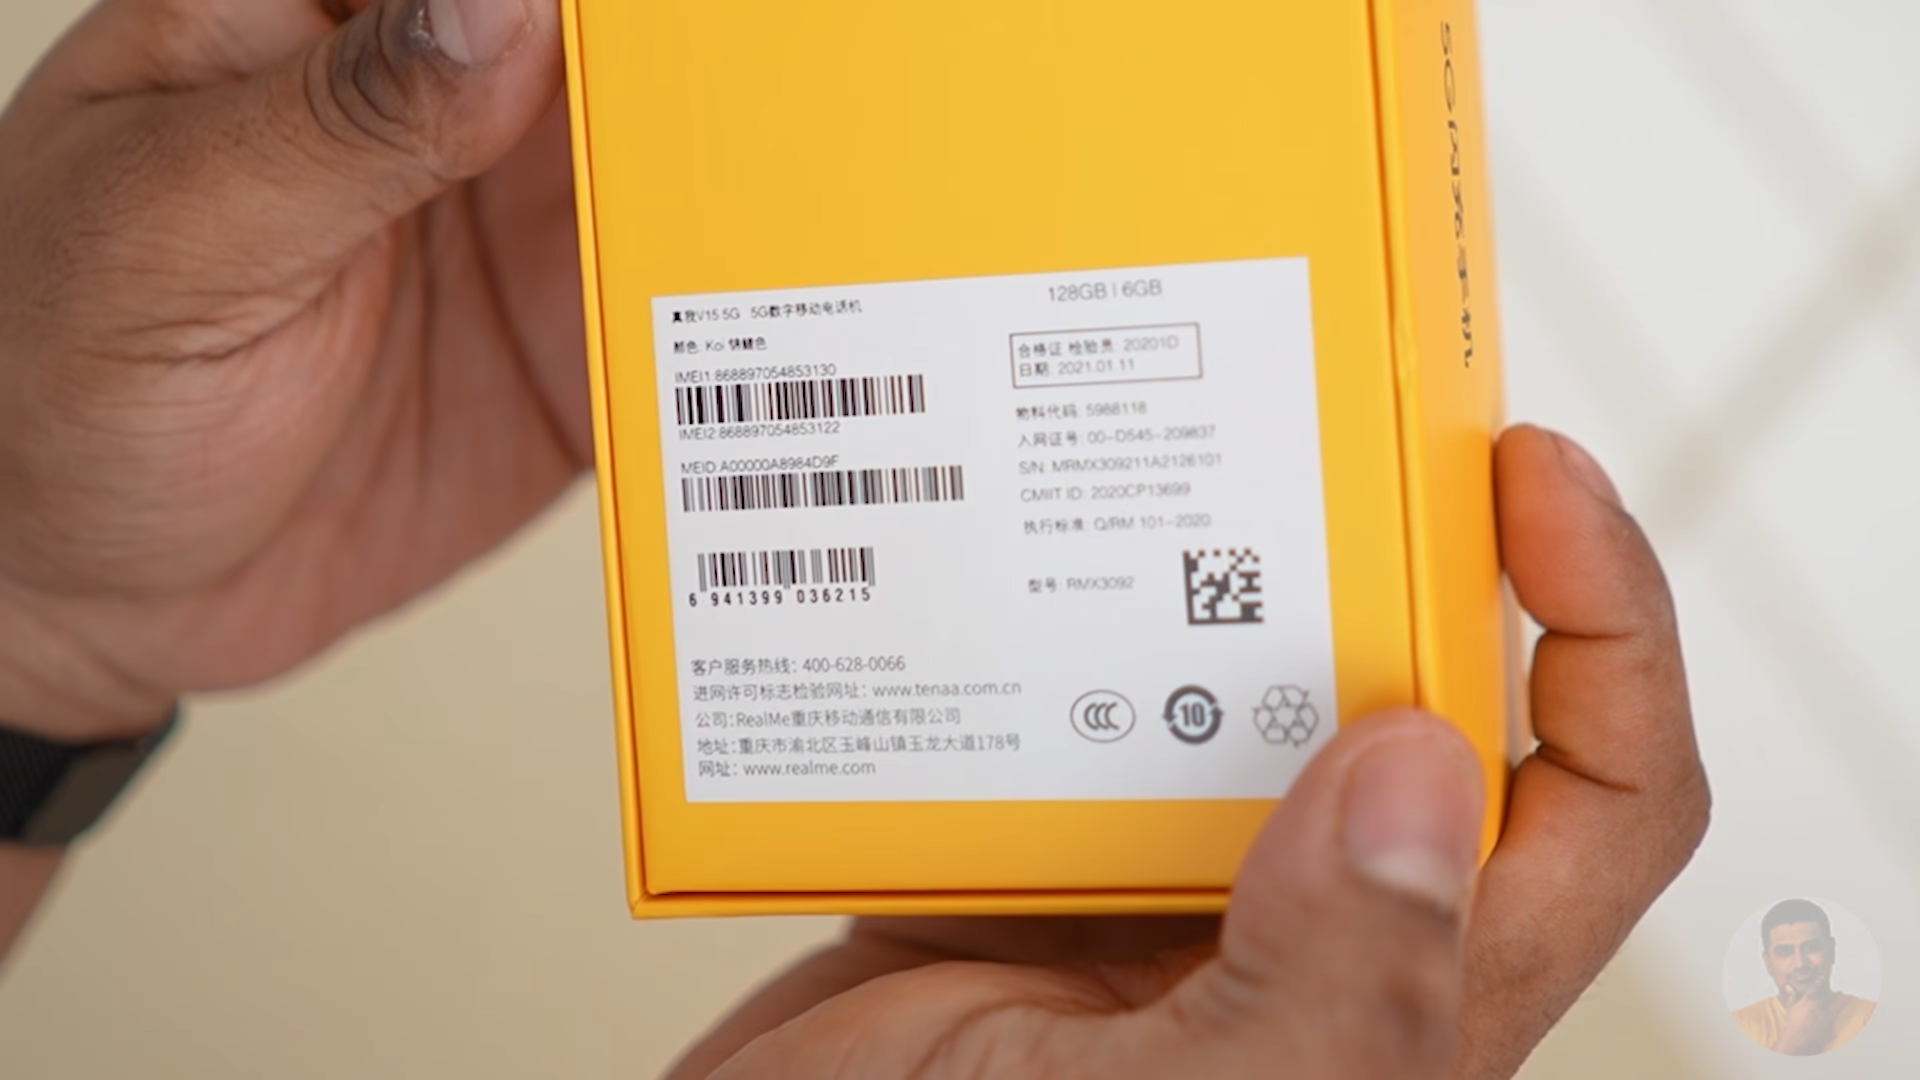 真我V15 5G 5G数字移动电话机
颜色: Koi 锦鲤色
IMEI1:868897054853130
IMEI2:868897054853122
MEID:A00000A8984D9F
6 941399 036215
128GB | 6GB
合格证 检验员: 20201D
日期: 2021.01.11
物料代码: 5988118
入网证号: 00-D545-209837
S/N: MRMX309211A2126101
CMIIT ID: 2020CP13699
执行标准: Q/RM 101-2020
型号: RMX3092
客户服务热线: 400-628-0066
进网许可标志检验网址: www.tenaa.com.cn
公司:RealMe重庆移动通信有限公司
地址:重庆市渝北区玉峰山镇玉龙大道178号
网址: www.realme.com
CCC
10